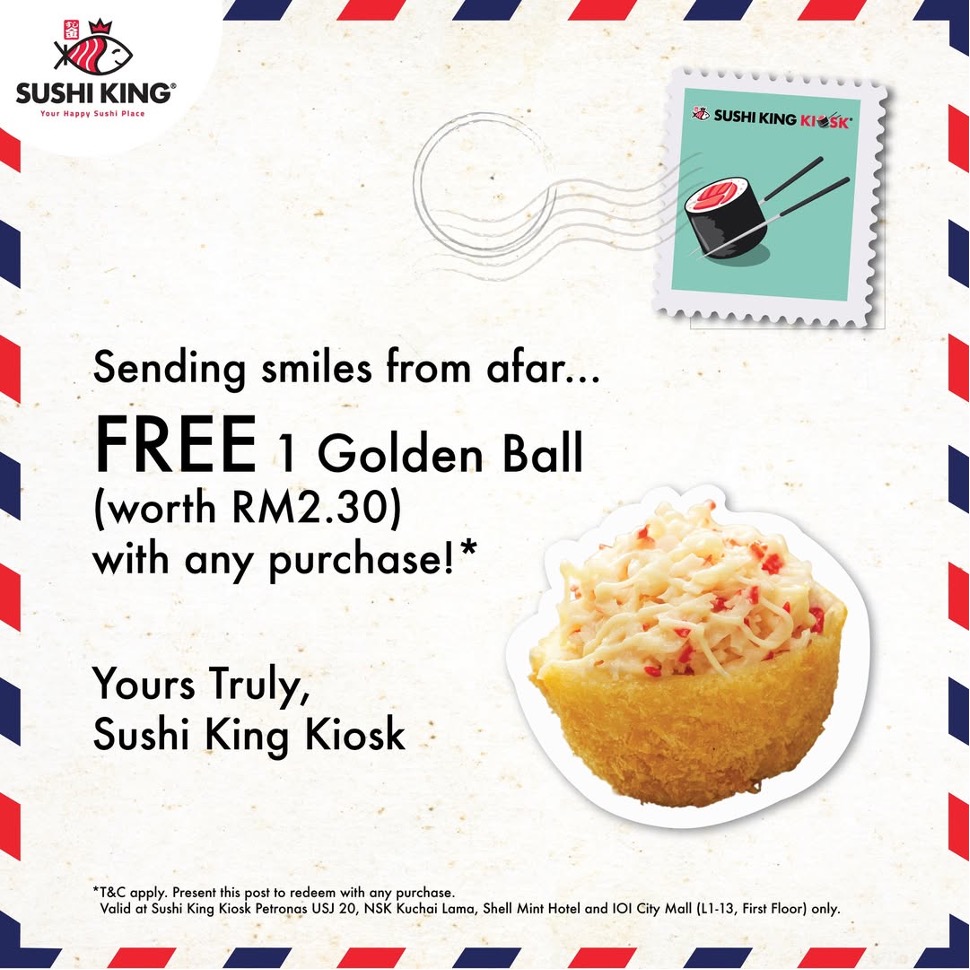 SUSHI KING®
Your Happy Sushi Place
SUSHI KING KIOSK®
Sending smiles from afar...
FREE 1 Golden Ball
(worth RM2.30)
with any purchase!*
Yours Truly,
Sushi King Kiosk
*T&C apply. Present this post to redeem with any purchase.
Valid at Sushi King Kiosk Petronas USJ 20, NSK Kuchai Lama, Shell Mint Hotel and IOI City Mall (L1-13, First Floor) only.